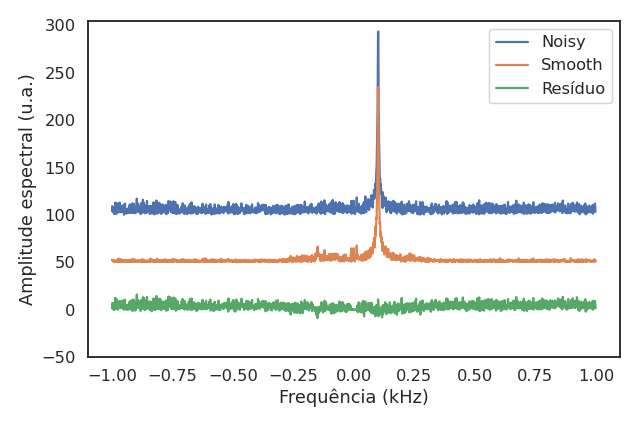 300
250
200
150
100
50
0
−50
Amplitude espectral (u.a.)
Noisy
Smooth
Resíduo
−1.00 −0.75 −0.50 −0.25 0.00 0.25 0.50 0.75 1.00
Frequência (kHz)